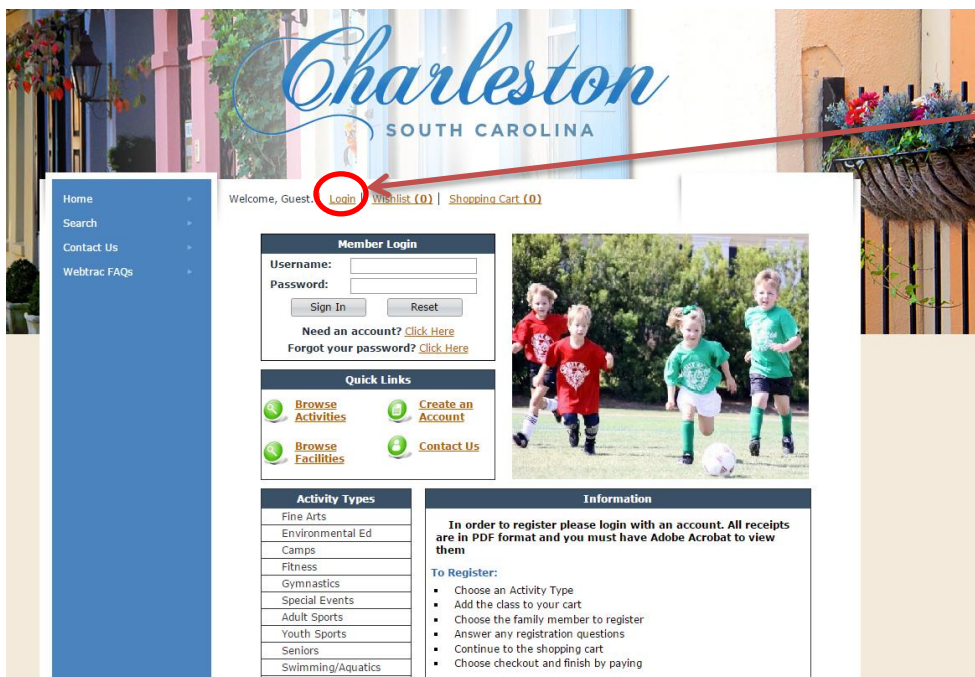 Charleston
SOUTH CAROLINA
Home
Search
Contact Us
Webtrac FAQs
Welcome, Guest. Login | Wishlist (0) | Shopping Cart (0)
Member Login
Username:
Password:
Sign In Reset
Need an account? Click Here
Forgot your password? Click Here
Quick Links
Browse Activities
Create an Account
Browse Facilities
Contact Us
Activity Types
Fine Arts
Environmental Ed
Camps
Fitness
Gymnastics
Special Events
Adult Sports
Youth Sports
Seniors
Swimming/Aquatics
Information
In order to register please login with an account. All receipts
are in PDF format and you must have Adobe Acrobat to view
them
To Register:
Choose an Activity Type
Add the class to your cart
Choose the family member to register
Answer any registration questions
Continue to the shopping cart
Choose checkout and finish by paying